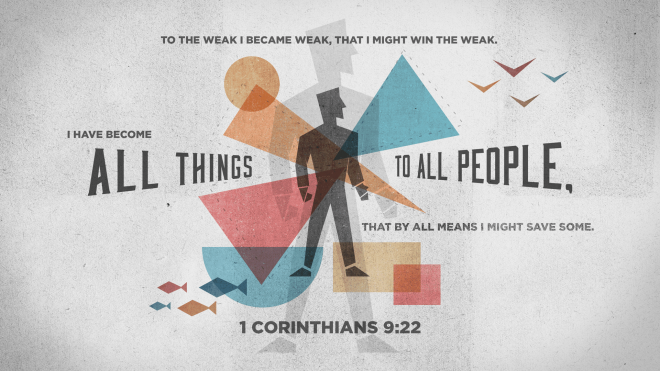 TO THE WEAK I BECAME WEAK, THAT I MIGHT WIN THE WEAK.
I HAVE BECOME
ALL THINGS TO ALL PEOPLE,
THAT BY ALL MEANS I MIGHT SAVE SOME.
1 CORINTHIANS 9:22